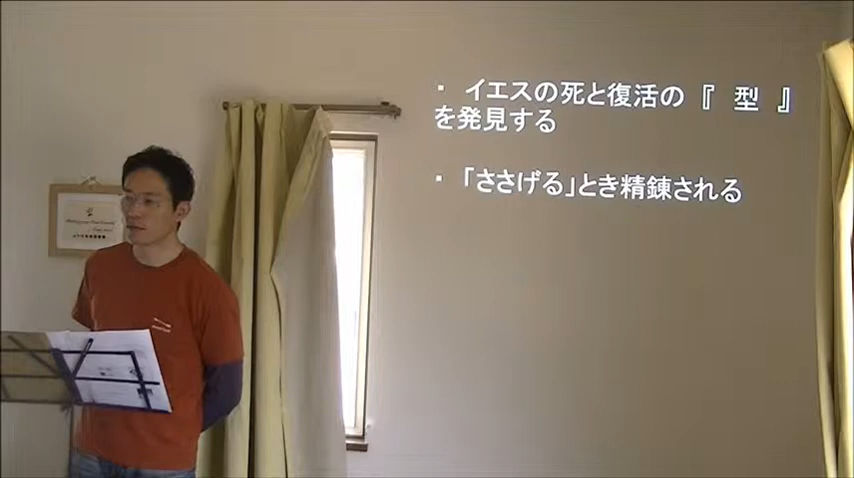 ・ イエスの死と復活の『 型 』
を発見する
・「ささげる」とき精錬される